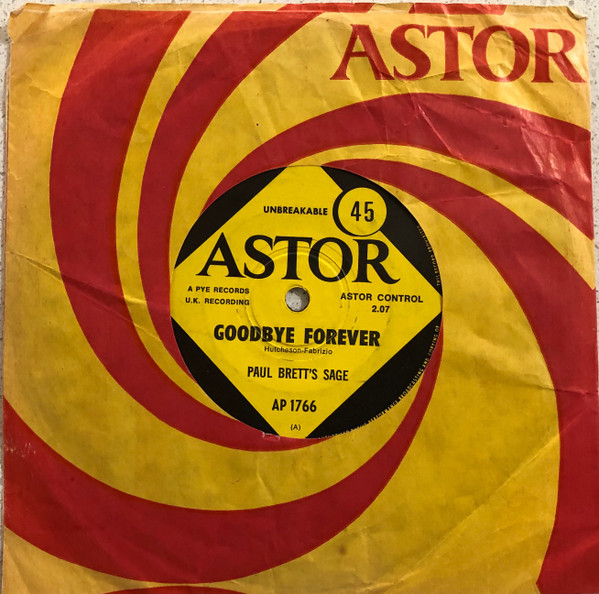 ASTOR
UNBREAKABLE
45
ASTOR
A PYE RECORDS
U.K. RECORDING
ASTOR CONTROL
2.07
GOODBYE FOREVER
Hutcheson-Fabrizio
PAUL BRETT'S SAGE
AP 1766
(A)